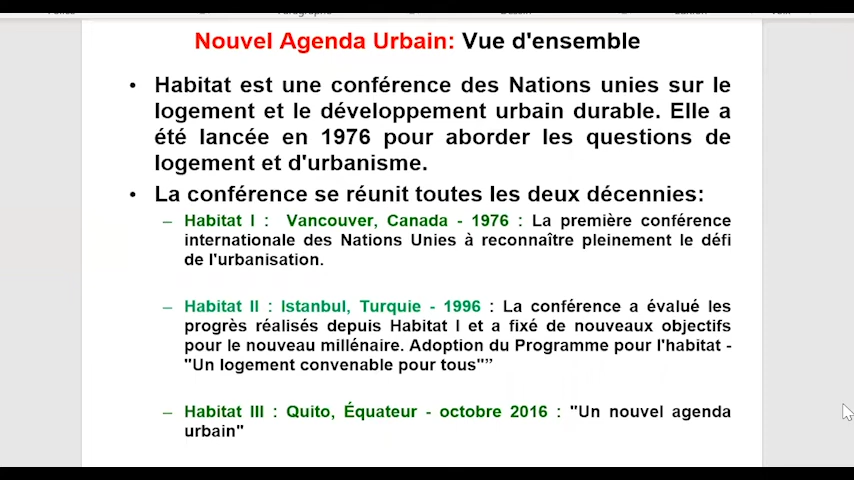 Nouvel Agenda Urbain: Vue d'ensemble
• Habitat est une conférence des Nations unies sur le
logement et le développement urbain durable. Elle a
été lancée en 1976 pour aborder les questions de
logement et d'urbanisme.
• La conférence se réunit toutes les deux décennies:
– Habitat I : Vancouver, Canada - 1976 : La première conférence
internationale des Nations Unies à reconnaître pleinement le défi
de l'urbanisation.
– Habitat II : Istanbul, Turquie - 1996 : La conférence a évalué les
progrès réalisés depuis Habitat I et a fixé de nouveaux objectifs
pour le nouveau millénaire. Adoption du Programme pour l'habitat -
"Un logement convenable pour tous"”
– Habitat III : Quito, Équateur - octobre 2016 : "Un nouvel agenda
urbain"